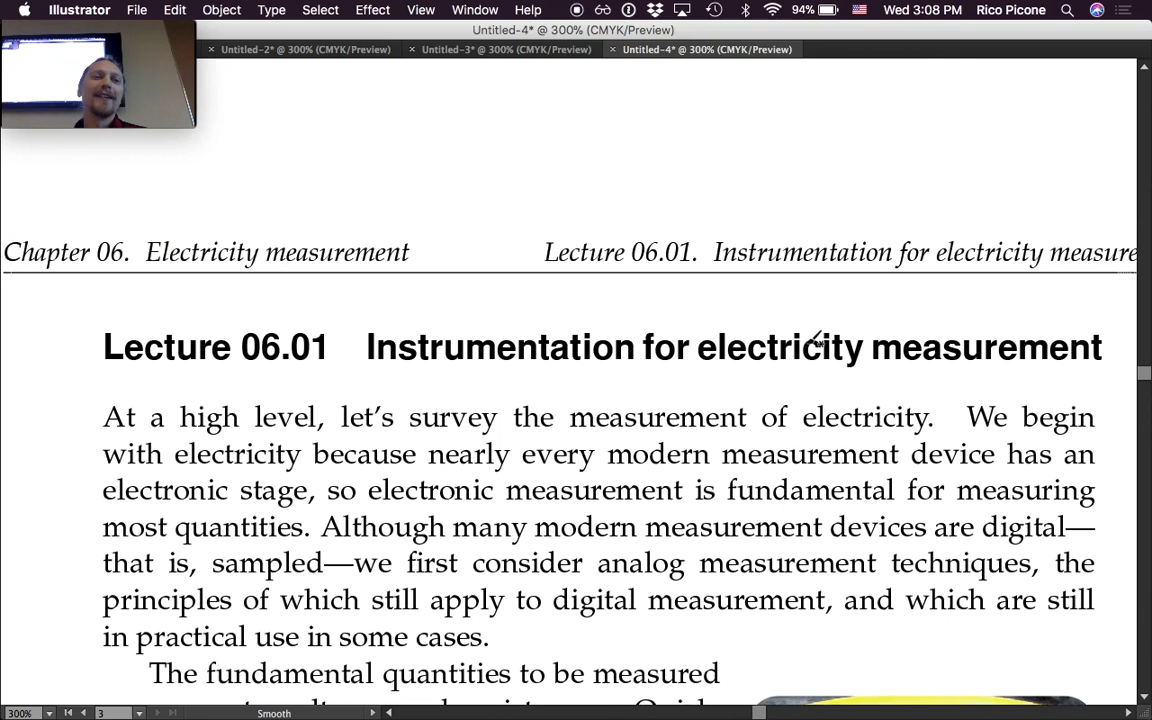 Illustrator File Edit Object Type Select Effect View Window Help 94% Wed 3:08 PM Rico Picone
Untitled-4* @ 300% (CMYK/Preview)
× Untitled-2* @ 300% (CMYK/Preview) × Untitled-3* @ 300% (CMYK/Preview) × Untitled-4* @ 300% (CMYK/Preview)
Chapter 06. Electricity measurement Lecture 06.01. Instrumentation for electricity measure
Lecture 06.01 Instrumentation for electricity measurement
At a high level, let's survey the measurement of electricity. We begin
with electricity because nearly every modern measurement device has an
electronic stage, so electronic measurement is fundamental for measuring
most quantities. Although many modern measurement devices are digital—
that is, sampled—we first consider analog measurement techniques, the
principles of which still apply to digital measurement, and which are still
in practical use in some cases.
The fundamental quantities to be measured
300% 3 Smooth